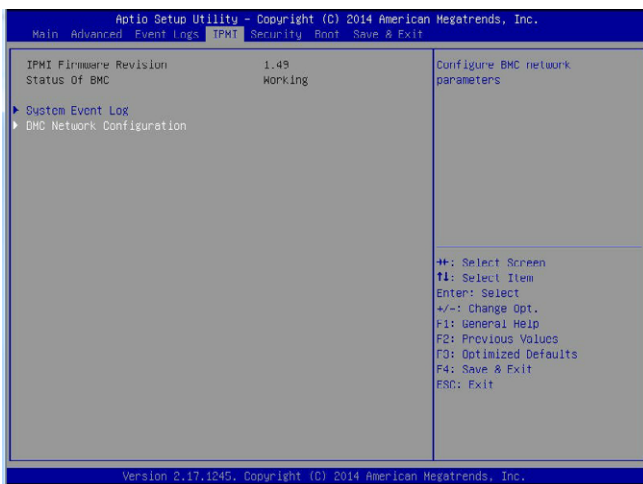 Aptio Setup Utility - Copyright (C) 2014 American Megatrends, Inc.
Main Advanced Event Logs IPMI Security Boot Save & Exit
IPMI Firmware Revision 1.49
Status Of BMC Working
System Event Log
BMC Network Configuration
Configure BMC network
parameters
→←: Select Screen
↑↓: Select Item
Enter: Select
+/-: Change Opt.
F1: General Help
F2: Previous Values
F3: Optimized Defaults
F4: Save & Exit
ESC: Exit
Version 2.17.1245. Copyright (C) 2014 American Megatrends, Inc.